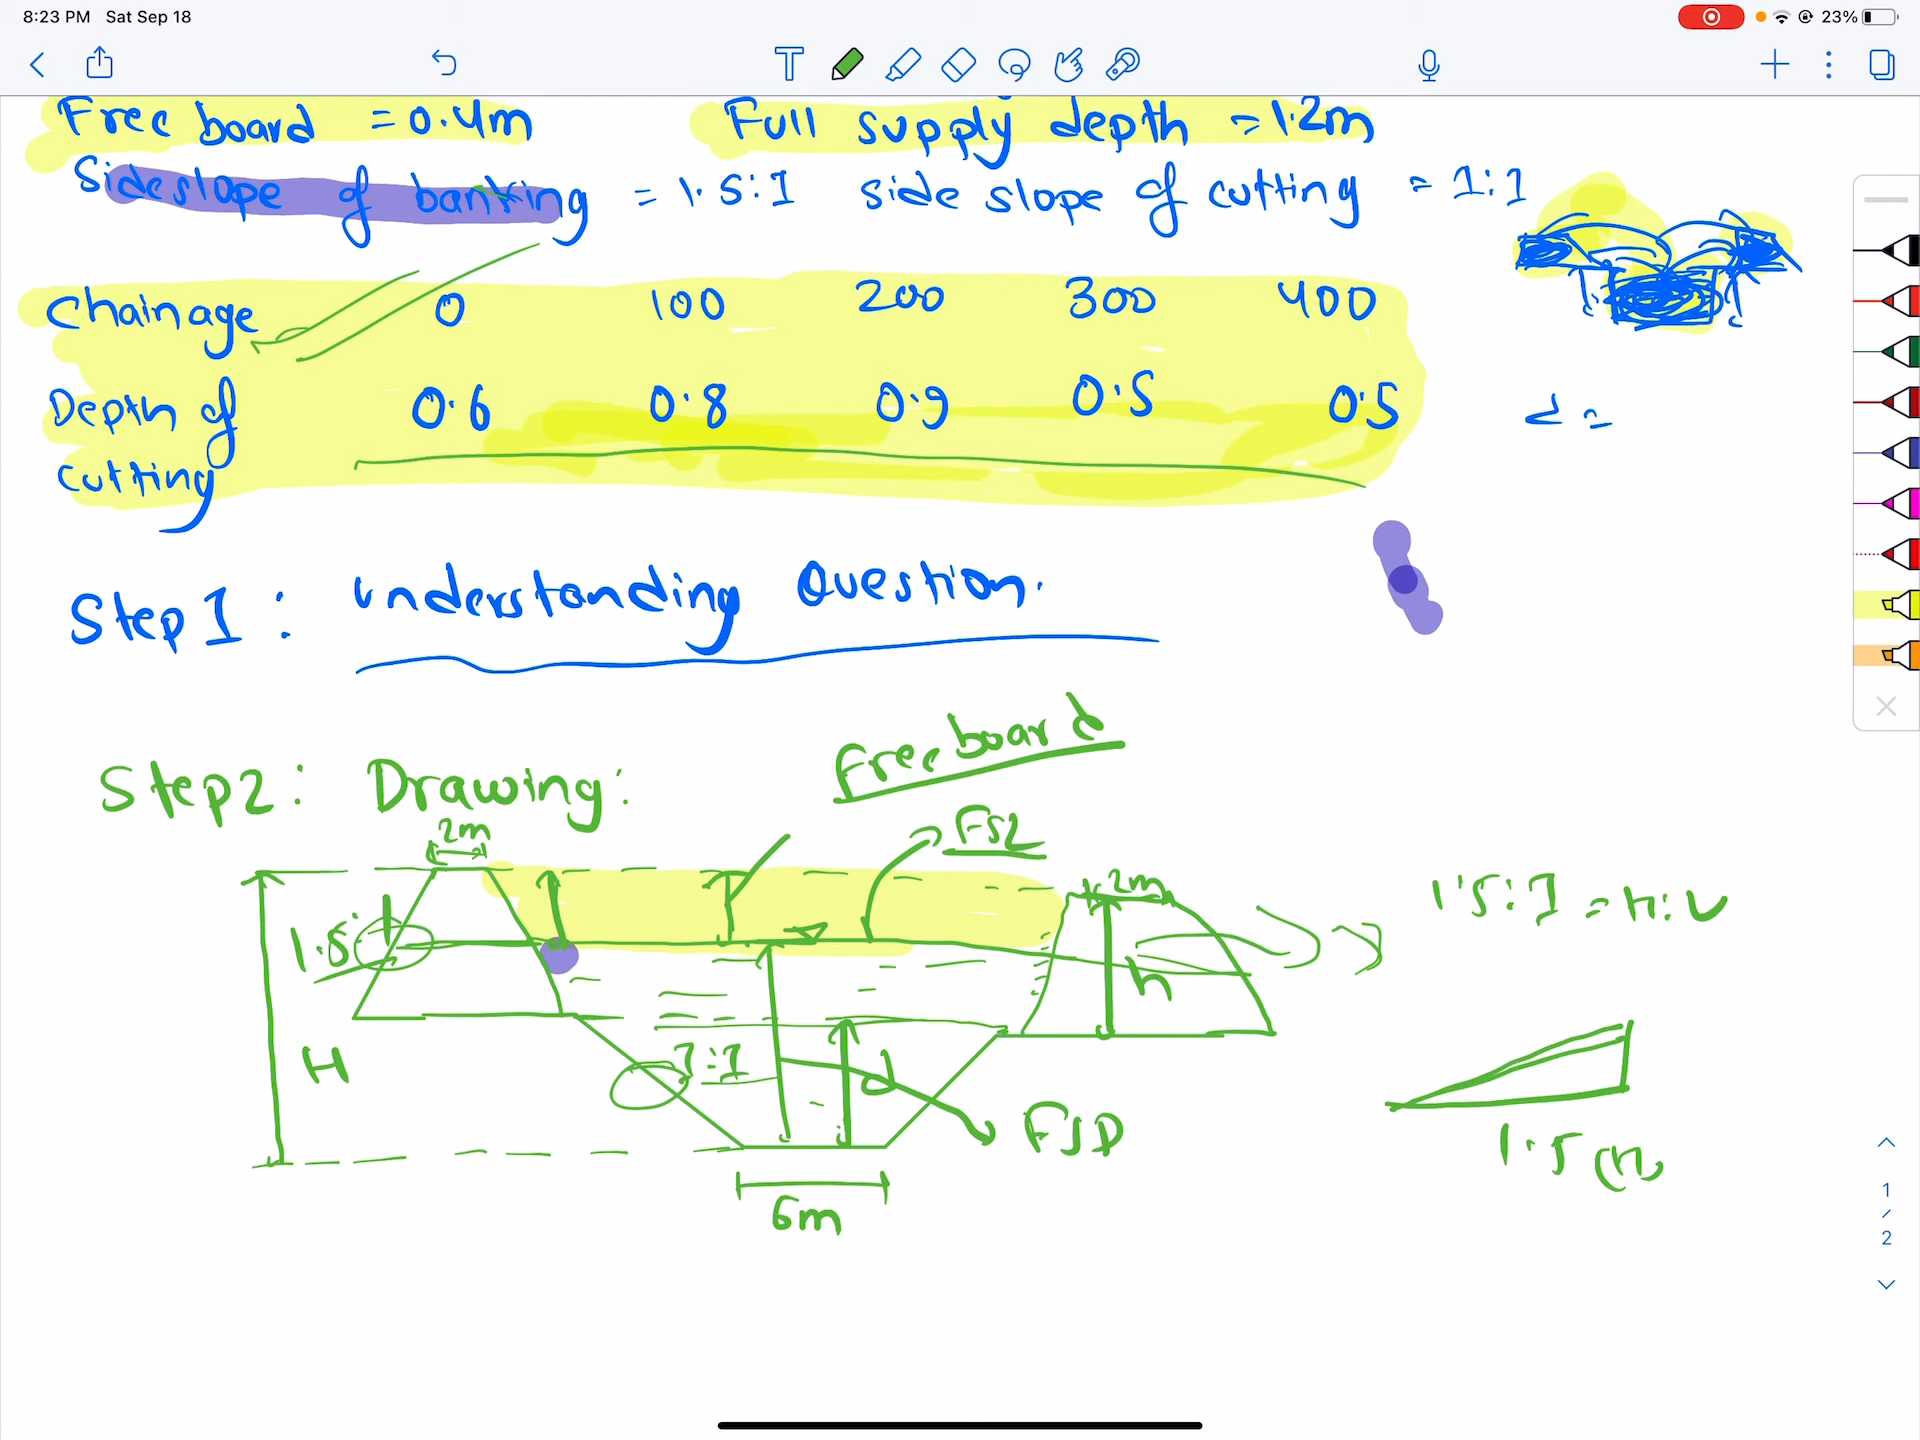 8:23 PM Sat Sep 18
23%
Free board = 0.4m Full supply depth = 1.2m
Side slope of banking = 1.5:1 side slope of cutting = 1:1
Chainage 0 100 200 300 400
Depth of cutting 0.6 0.8 0.9 0.5 0.5 d =
Step 1 : understanding Question.
Step 2 : Drawing :
Free board
2m
FSL
2m
1.5:1 = h:v
1.5:1
h
H
1:1
d
FSD
1.5 (h)
6m
1
/
2